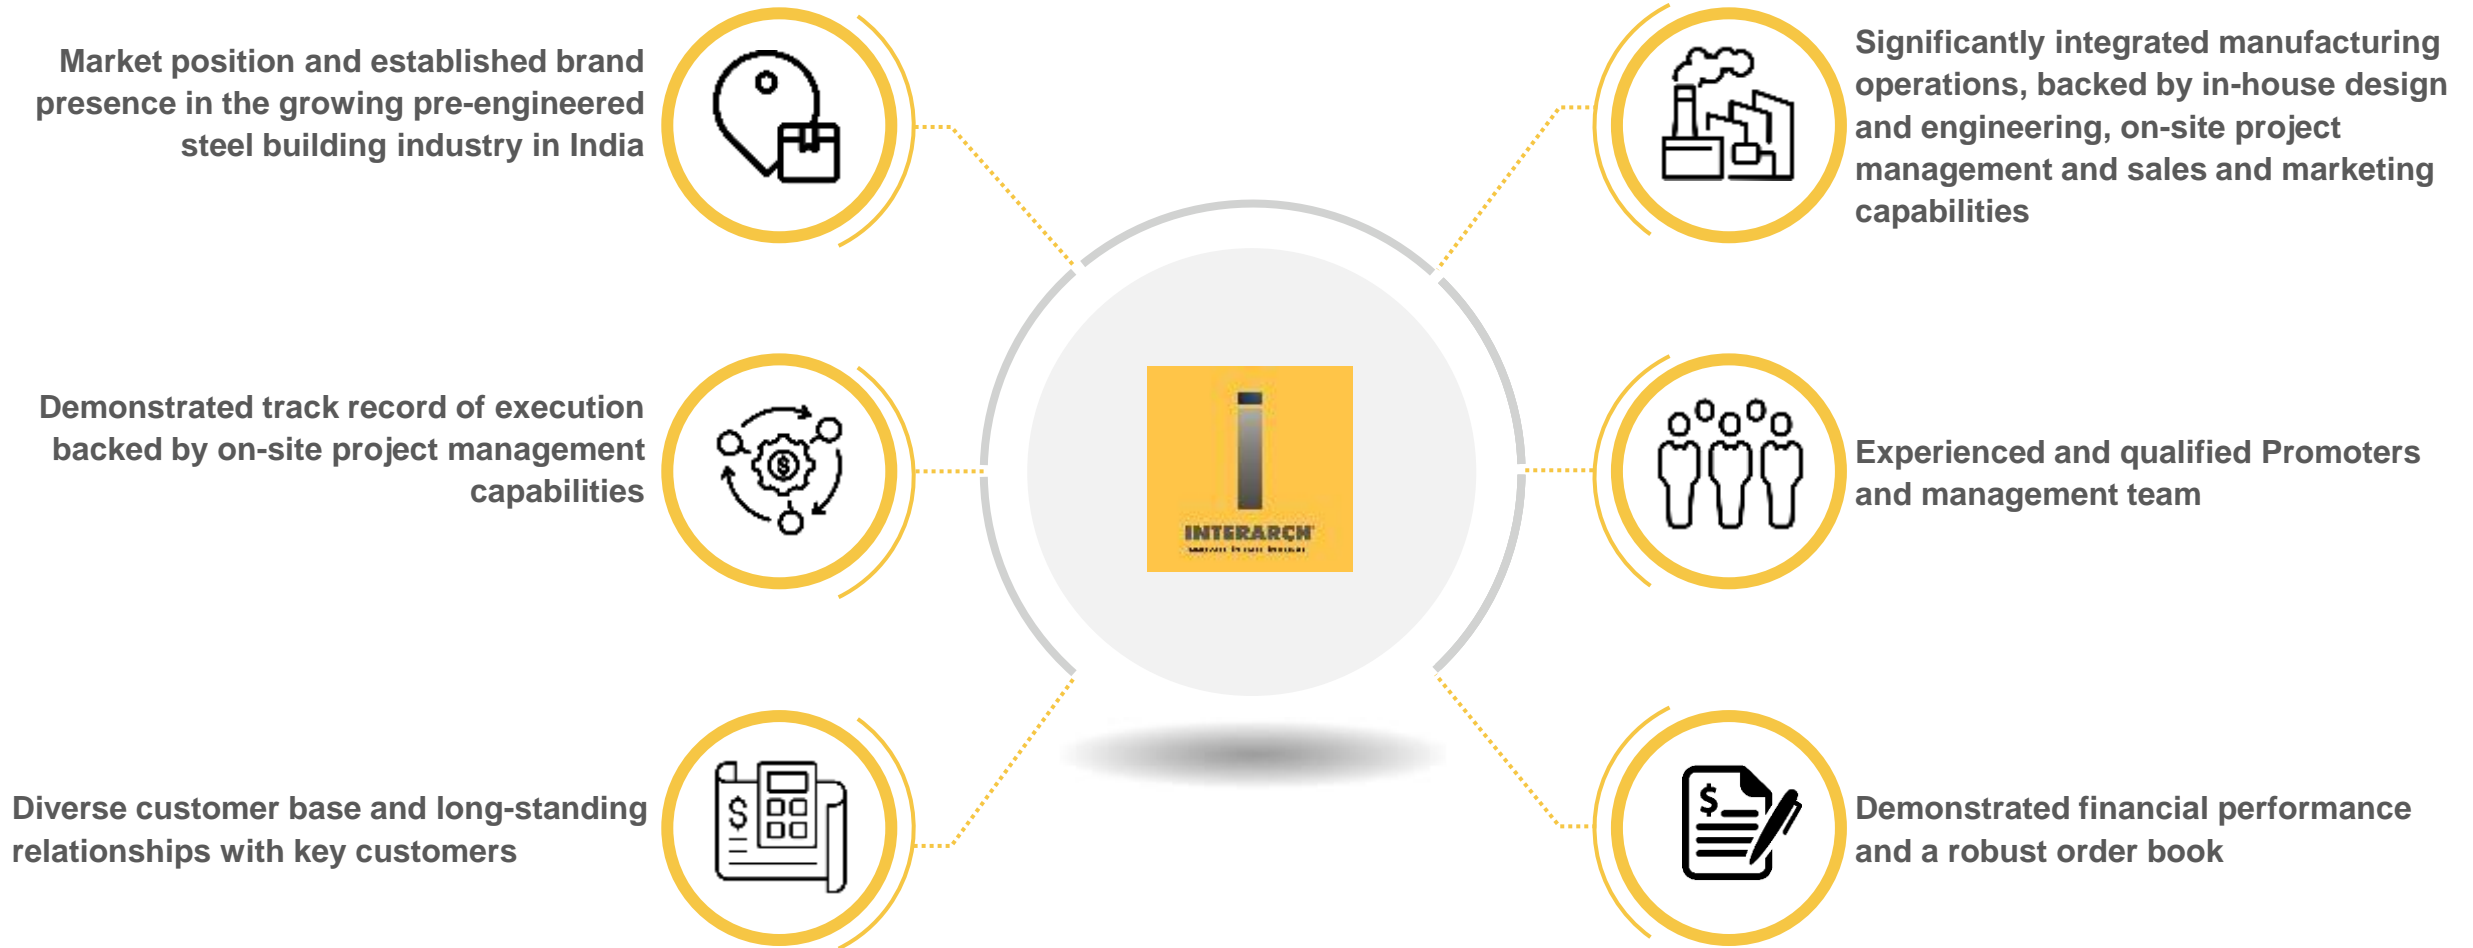 Market position and established brand
presence in the growing pre-engineered
steel building industry in India
Demonstrated track record of execution
backed by on-site project management
capabilities
Diverse customer base and long-standing
relationships with key customers
INTERARCH
Significantly integrated manufacturing
operations, backed by in-house design
and engineering, on-site project
management and sales and marketing
capabilities
Experienced and qualified Promoters
and management team
Demonstrated financial performance
and a robust order book
$
$
$